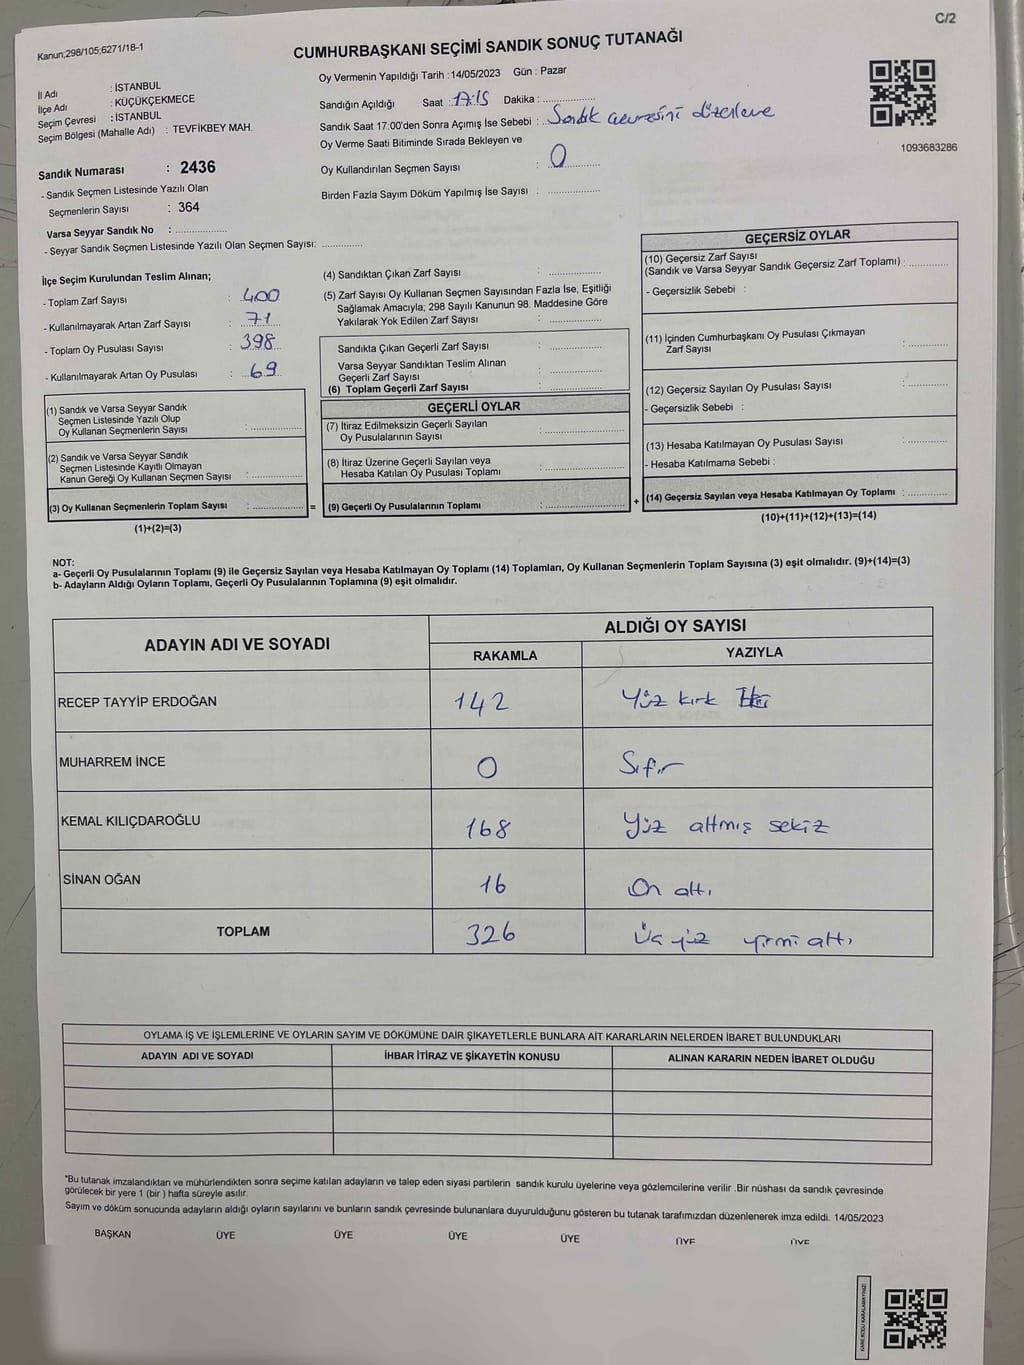 C/2
Kanun;298/105;6271/18-1
CUMHURBAŞKANI SEÇİMİ SANDIK SONUÇ TUTANAĞI
İl Adı : İSTANBUL
İlçe Adı : KÜÇÜKÇEKMECE
Seçim Çevresi : İSTANBUL
Seçim Bölgesi (Mahalle Adı) : TEVFİKBEY MAH.
Oy Vermenin Yapıldığı Tarih : 14/05/2023 Gün : Pazar
Sandığın Açıldığı Saat : 17:15 Dakika : ...............
Sandık Saat 17:00'den Sonra Açımış İse Sebebi : Sandık çevresini düzenleme
Oy Verme Saati Bitiminde Sırada Bekleyen ve
Oy Kullandırılan Seçmen Sayısı : 0
Birden Fazla Sayım Döküm Yapılmış İse Sayısı : ...............
1093683286
Sandık Numarası : 2436
- Sandık Seçmen Listesinde Yazılı Olan
Seçmenlerin Sayısı : 364
Varsa Seyyar Sandık No : ...............
- Seyyar Sandık Seçmen Listesinde Yazılı Olan Seçmen Sayısı: ...............
İlçe Seçim Kurulundan Teslim Alınan;
- Toplam Zarf Sayısı : 400
- Kullanılmayarak Artan Zarf Sayısı : 71
- Toplam Oy Pusulası Sayısı : 398
- Kullanılmayarak Artan Oy Pusulası : 69
(1) Sandık ve Varsa Seyyar Sandık
Seçmen Listesinde Yazılı Olup
Oy Kullanan Seçmenlerin Sayısı : ...............
(2) Sandık ve Varsa Seyyar Sandık
Seçmen Listesinde Kayıtlı Olmayan
Kanun Gereği Oy Kullanan Seçmen Sayısı : ...............
(3) Oy Kullanan Seçmenlerin Toplam Sayısı : ...............
(1)+(2)=(3)
(4) Sandıktan Çıkan Zarf Sayısı : ...............
(5) Zarf Sayısı Oy Kullanan Seçmen Sayısından Fazla İse, Eşitliği
Sağlamak Amacıyla; 298 Sayılı Kanunun 98. Maddesine Göre
Yakılarak Yok Edilen Zarf Sayısı : ...............
Sandıkta Çıkan Geçerli Zarf Sayısı : ...............
Varsa Seyyar Sandıktan Teslim Alınan
Geçerli Zarf Sayısı : ...............
(6) Toplam Geçerli Zarf Sayısı : ...............
GEÇERLİ OYLAR
(7) İtiraz Edilmeksizin Geçerli Sayılan
Oy Pusulalarının Sayısı : ...............
(8) İtiraz Üzerine Geçerli Sayılan veya
Hesaba Katılan Oy Pusulası Toplamı : ...............
= (9) Geçerli Oy Pusulalarının Toplamı : ...............
GEÇERSİZ OYLAR
(10) Geçersiz Zarf Sayısı
(Sandık ve Varsa Seyyar Sandık Geçersiz Zarf Toplamı) : ...............
- Geçersizlik Sebebi :
(11) İçinden Cumhurbaşkanı Oy Pusulası Çıkmayan
Zarf Sayısı : ...............
(12) Geçersiz Sayılan Oy Pusulası Sayısı : ...............
- Geçersizlik Sebebi :
(13) Hesaba Katılmayan Oy Pusulası Sayısı : ...............
- Hesaba Katılmama Sebebi :
+ (14) Geçersiz Sayılan veya Hesaba Katılmayan Oy Toplamı : ...............
(10)+(11)+(12)+(13)=(14)
NOT:
a- Geçerli Oy Pusulalarının Toplamı (9) ile Geçersiz Sayılan veya Hesaba Katılmayan Oy Toplamı (14) Toplamları, Oy Kullanan Seçmenlerin Toplam Sayısına (3) eşit olmalıdır. (9)+(14)=(3)
b- Adayların Aldığı Oyların Toplamı, Geçerli Oy Pusulalarının Toplamına (9) eşit olmalıdır.
ADAYIN ADI VE SOYADI
ALDIĞI OY SAYISI
RAKAMLA YAZIYLA
RECEP TAYYİP ERDOĞAN 142 Yüz kırk iki
MUHARREM İNCE 0 Sıfır
KEMAL KILIÇDAROĞLU 168 Yüz altmış sekiz
SİNAN OĞAN 16 On altı
TOPLAM 326 Üç yüz yirmi altı
OYLAMA İŞ VE İŞLEMLERİNE VE OYLARIN SAYIM VE DÖKÜMÜNE DAİR ŞİKAYETLERLE BUNLARA AİT KARARLARIN NELERDEN İBARET BULUNDUKLARI
ADAYIN ADI VE SOYADI İHBAR İTİRAZ VE ŞİKAYETİN KONUSU ALINAN KARARIN NEDEN İBARET OLDUĞU
*Bu tutanak imzalandıktan ve mühürlendikten sonra seçime katılan adayların ve talep eden siyasi partilerin sandık kurulu üyelerine veya gözlemcilerine verilir .Bir nüshası da sandık çevresinde
görülecek bir yere 1 (bir ) hafta süreyle asılır.
Sayım ve döküm sonucunda adayların aldığı oyların sayılarını ve bunların sandık çevresinde bulunanlara duyurulduğunu gösteren bu tutanak tarafımızdan düzenlenerek imza edildi. 14/05/2023
BAŞKAN ÜYE ÜYE ÜYE ÜYE ÜYE ÜYE
KARE KODU KARALAMAYINIZ!